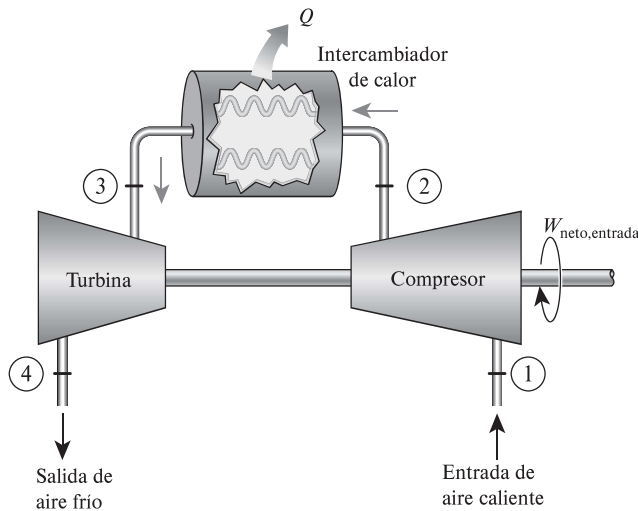 Q
Intercambiador
de calor
3
2
W neto,entrada
Turbina
Compresor
4
1
Salida de
aire frío
Entrada de
aire caliente